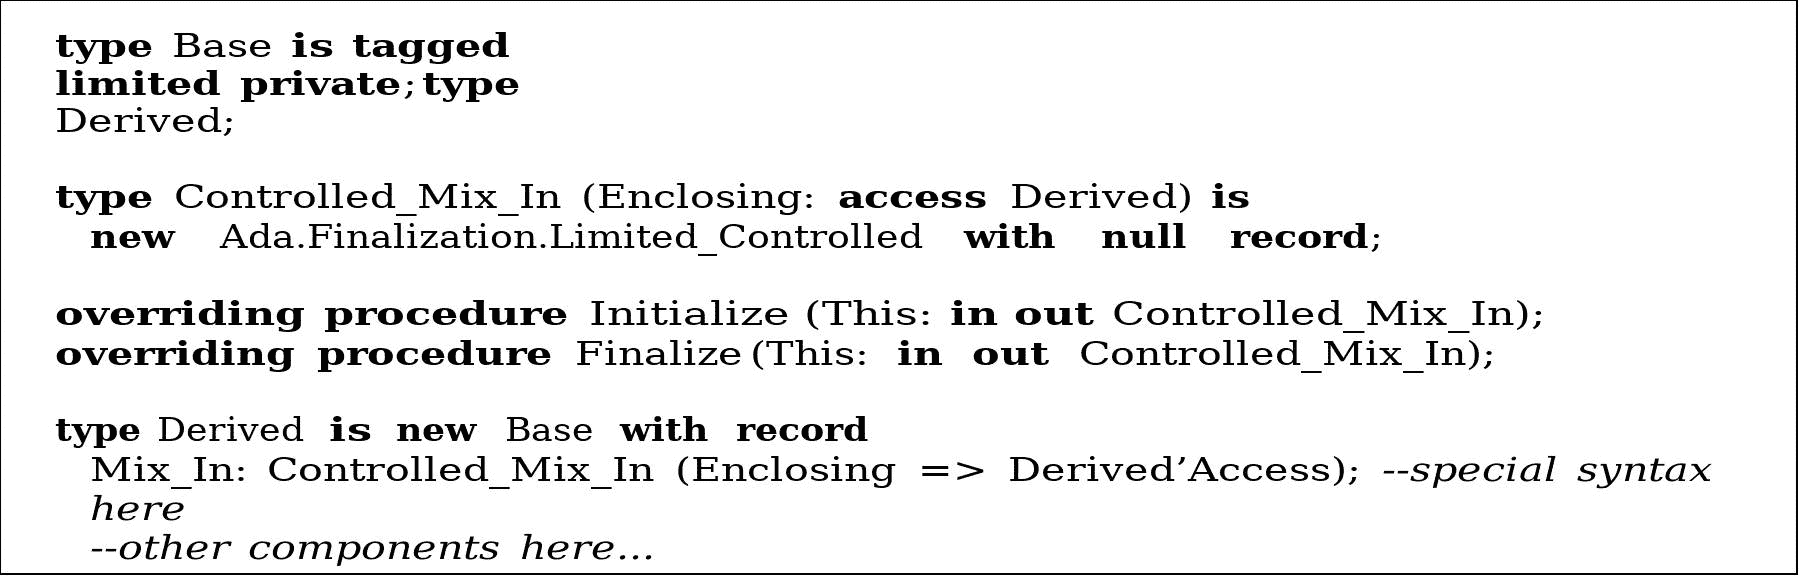 type Base is tagged
limited private; type
Derived;
type Controlled_Mix_In (Enclosing: access Derived) is
new Ada.Finalization.Limited_Controlled with null record;
overriding procedure Initialize (This: in out Controlled_Mix_In);
overriding procedure Finalize (This: in out Controlled_Mix_In);
type Derived is new Base with record
Mix_In: Controlled_Mix_In (Enclosing => Derived’Access); --special syntax
here
--other components here...